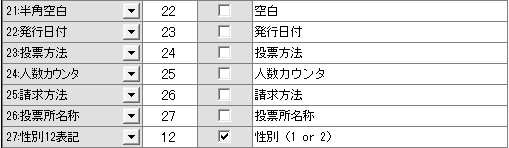 21:半角空白 22 空白
22:発行日付 23 発行日付
23:投票方法 24 投票方法
24:人数カウンタ 25 人数カウンタ
25:請求方法 26 請求方法
26:投票所名称 27 投票所名称
27:性別12表記 12 性別（1 or 2）